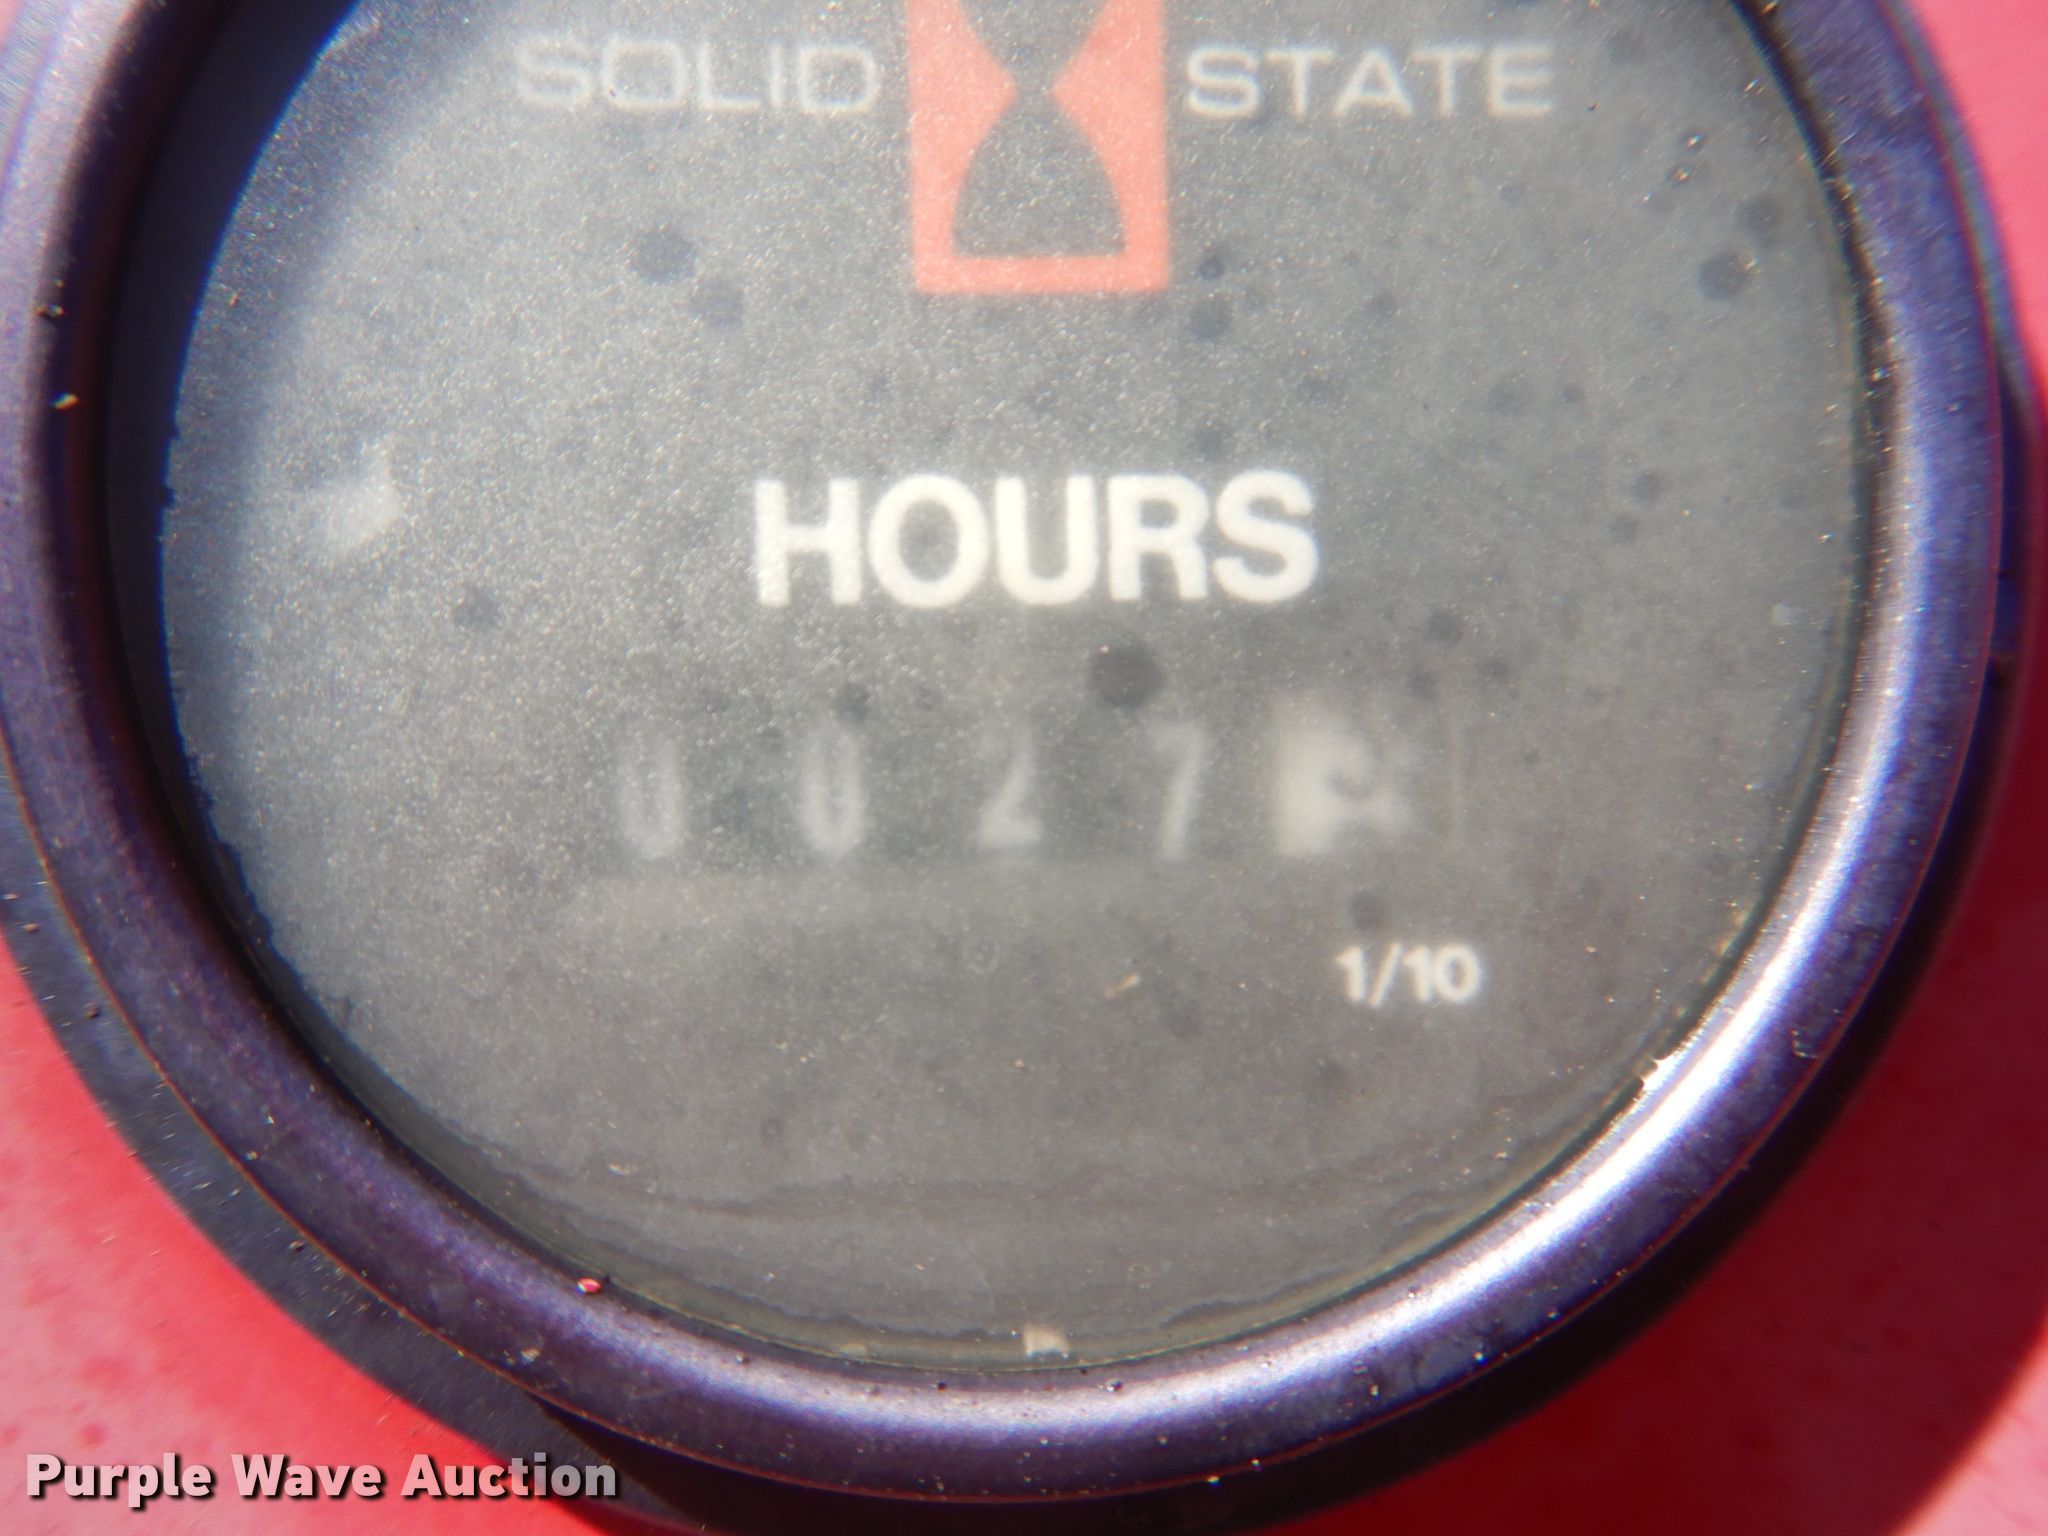 SOLID STATE
HOURS
0027
1/10
Purple Wave Auction